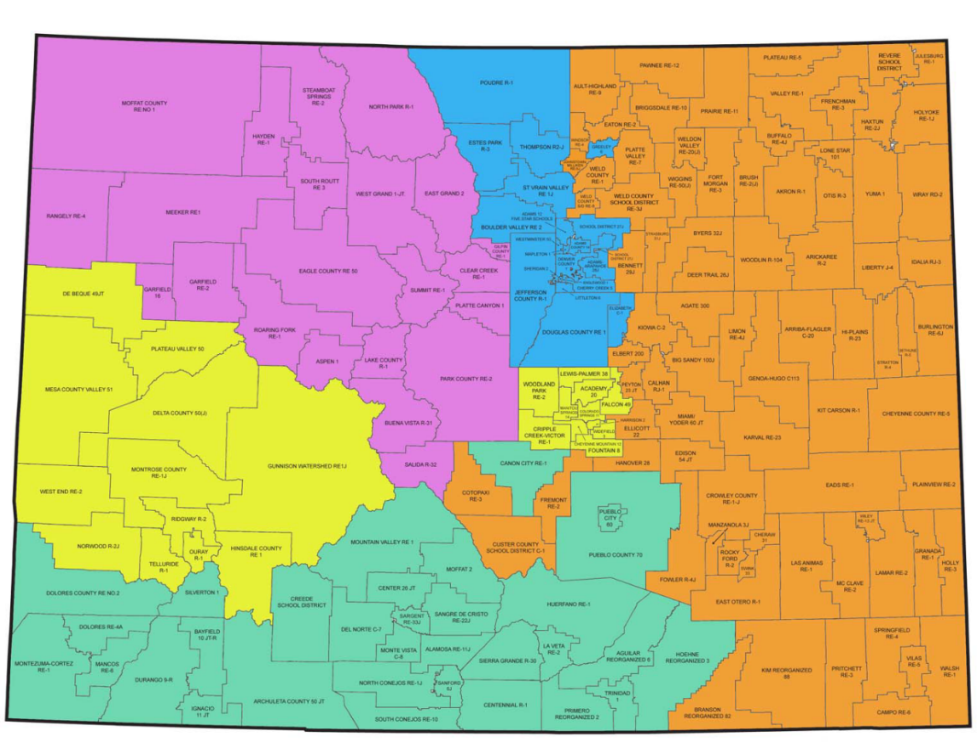 MOFFAT COUNTY
RE:NO 1
STEAMBOAT
SPRINGS
RE-2
NORTH PARK R-1
HAYDEN
RE-1
POUDRE R-1
PAWNEE RE-12
PLATEAU RE-5
REVERE
SCHOOL
DISTRICT
JULESBURG
RE-1
AULT-HIGHLAND
RE-9
BRIGGSDALE RE-10
PRAIRIE RE-11
VALLEY RE-1
FRENCHMAN
RE-3
HAXTUN
RE-2J
HOLYOKE
RE-1J
EATON RE-2
ESTES PARK
R-3
THOMPSON R2-J
PLATTE
VALLEY
RE-7
WELDON
VALLEY
RE-20(J)
BUFFALO
RE-4J
LONE STAR
101
SOUTH ROUTT
RE 3
WEST GRAND 1-JT
EAST GRAND 2
ST VRAIN VALLEY
RE 1J
WELD
COUNTY
RE-1
WIGGINS
RE-50(J)
FORT
MORGAN
RE-3
BRUSH
RE-2(J)
AKRON R-1
OTIS R-3
YUMA 1
WRAY RD-2
WELD COUNTY
SCHOOL DISTRICT
RE-3J
RANGELY RE-4
MEEKER RE1
BOULDER VALLEY RE 2
BYERS 32J
WOODLIN R-104
ARICKAREE
R-2
LIBERTY J-4
IDALIA RJ-3
EAGLE COUNTY RE 50
CLEAR CREEK
RE-1
BENNETT
29J
DEER TRAIL 26J
DE BEQUE 49JT
GARFIELD
16
GARFIELD
RE-2
SUMMIT RE-1
PLATTE CANYON 1
JEFFERSON
COUNTY R-1
LITTLETON 6
DOUGLAS COUNTY RE 1
KIOWA C-2
AGATE 300
LIMON
RE-4J
ARRIBA-FLAGLER
C-20
HI-PLAINS
R-23
BURLINGTON
RE-6J
ROARING FORK
RE-1
PLATEAU VALLEY 50
ASPEN 1
LAKE COUNTY
R-1
PARK COUNTY RE-2
ELBERT 200
BIG SANDY 100J
GENOA-HUGO C113
MESA COUNTY VALLEY 51
DELTA COUNTY 50(J)
WOODLAND
PARK
RE-2
LEWIS-PALMER 38
ACADEMY
20
FALCON 49
PEYTON
23 JT
CALHAN
RJ-1
KIT CARSON R-1
CHEYENNE COUNTY RE-5
BUENA VISTA R-31
CRIPPLE
CREEK-VICTOR
RE-1
ELLICOTT
22
MIAMI/
YODER 60 JT
KARVAL RE-23
FOUNTAIN 8
MONTROSE COUNTY
RE-1J
GUNNISON WATERSHED RE1J
SALIDA R-32
CANON CITY RE-1
HANOVER 28
EDISON
54 JT
WEST END RE-2
COTOPAXI
RE-3
FREMONT
RE-2
CROWLEY COUNTY
RE-1-J
EADS RE-1
PLAINVIEW RE-2
RIDGWAY R-2
PUEBLO
CITY
60
NORWOOD R-2J
OURAY
R-1
HINSDALE COUNTY
RE 1
MOUNTAIN VALLEY RE 1
CUSTER COUNTY
SCHOOL DISTRICT C-1
PUEBLO COUNTY 70
MANZANOLA 3J
CHERAW
31
ROCKY
FORD
R-2
LAS ANIMAS
RE-1
MC CLAVE
RE-2
LAMAR RE-2
GRANADA
RE-1
HOLLY
RE-3
TELLURIDE
R-1
MOFFAT 2
FOWLER R-4J
DOLORES COUNTY RE NO.2
SILVERTON 1
CREEDE
SCHOOL DISTRICT
CENTER 26 JT
HUERFANO RE-1
EAST OTERO R-1
DOLORES RE-4A
BAYFIELD
10 JT-R
DEL NORTE C-7
SARGENT
RE-33J
SANGRE DE CRISTO
RE-22J
SPRINGFIELD
RE-4
MONTE VISTA
C-8
ALAMOSA RE-11J
LA VETA
RE-2
AGUILAR
REORGANIZED 6
HOEHNE
REORGANIZED 3
MONTEZUMA-CORTEZ
RE-1
MANCOS
RE-6
DURANGO 9-R
SIERRA GRANDE R-30
KIM REORGANIZED
88
PRITCHETT
RE-3
VILAS
RE-5
WALSH
RE-1
NORTH CONEJOS RE-1J
SANFORD
6J
IGNACIO
11 JT
ARCHULETA COUNTY 50 JT
CENTENNIAL R-1
TRINIDAD
1
PRIMERO
REORGANIZED 2
BRANSON
REORGANIZED 82
CAMPO RE-6
SOUTH CONEJOS RE-10